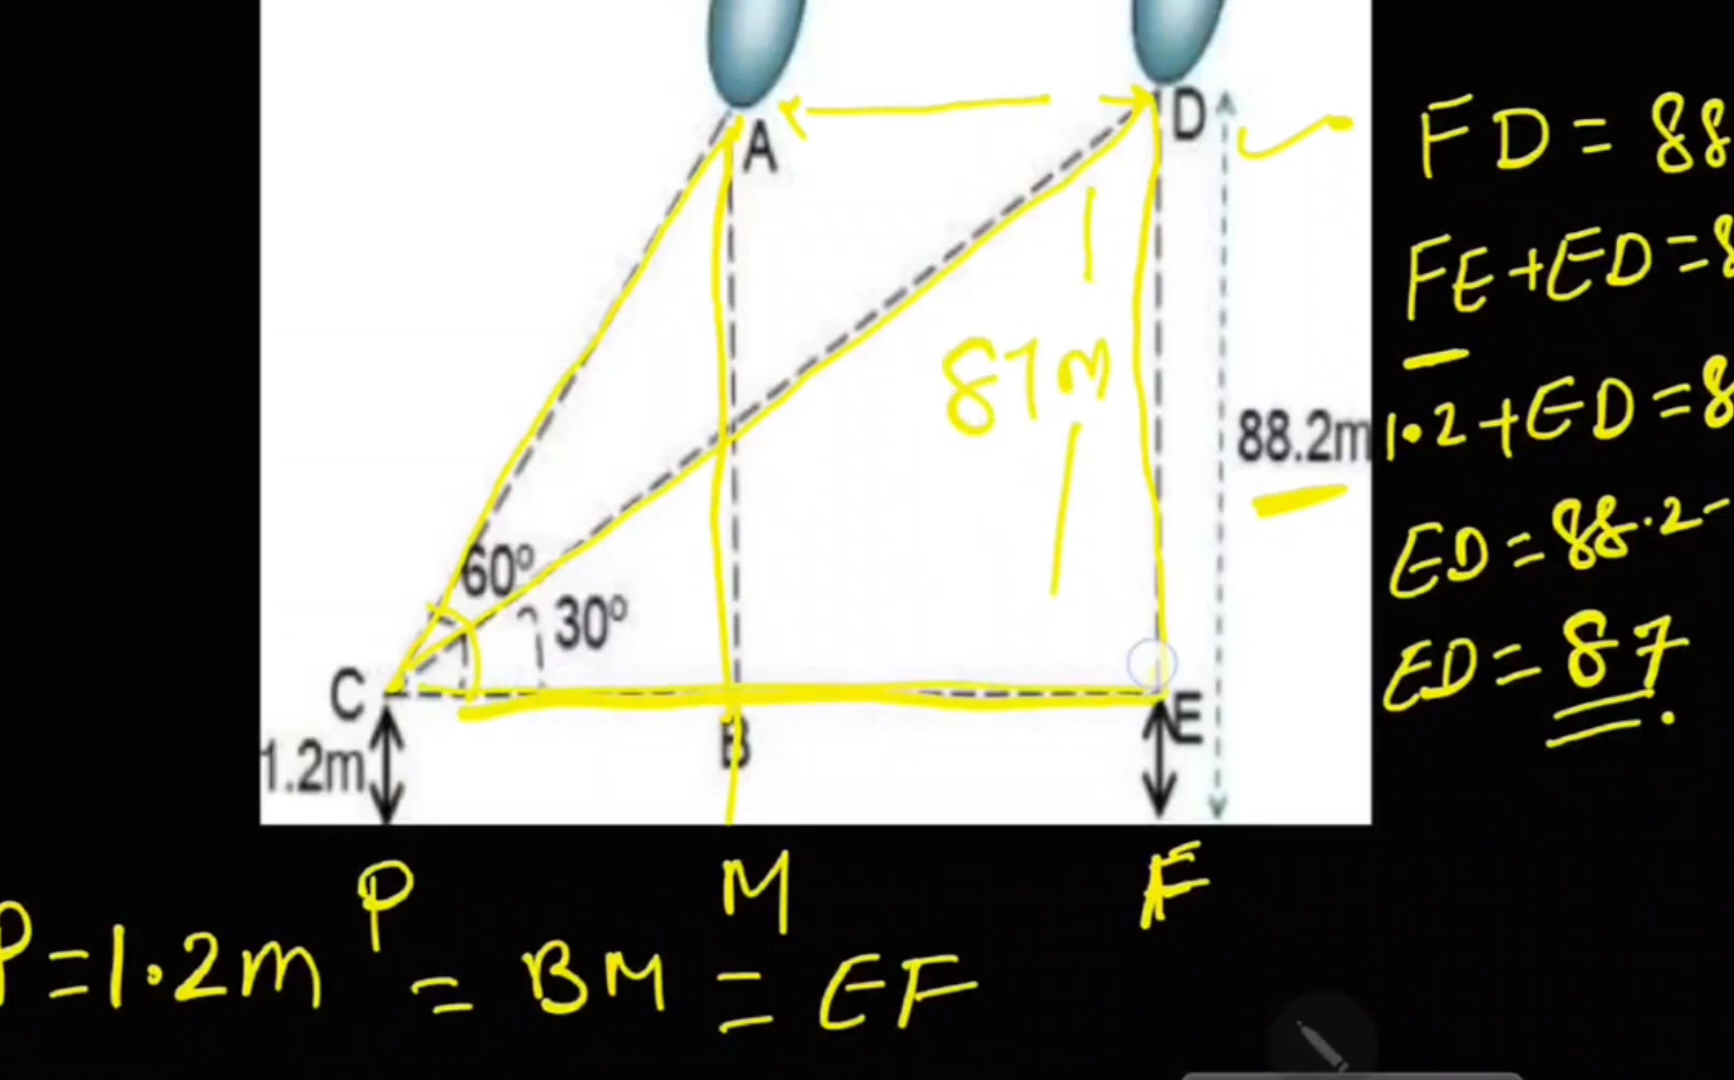 A
D
FD = 88
FE + ED = 8
87m
88.2m
1.2 + ED = 8
60°
30°
ED = 88.2 -
ED = 87.
C
B
E
1.2m
P
M
F
P = 1.2m = BM = EF